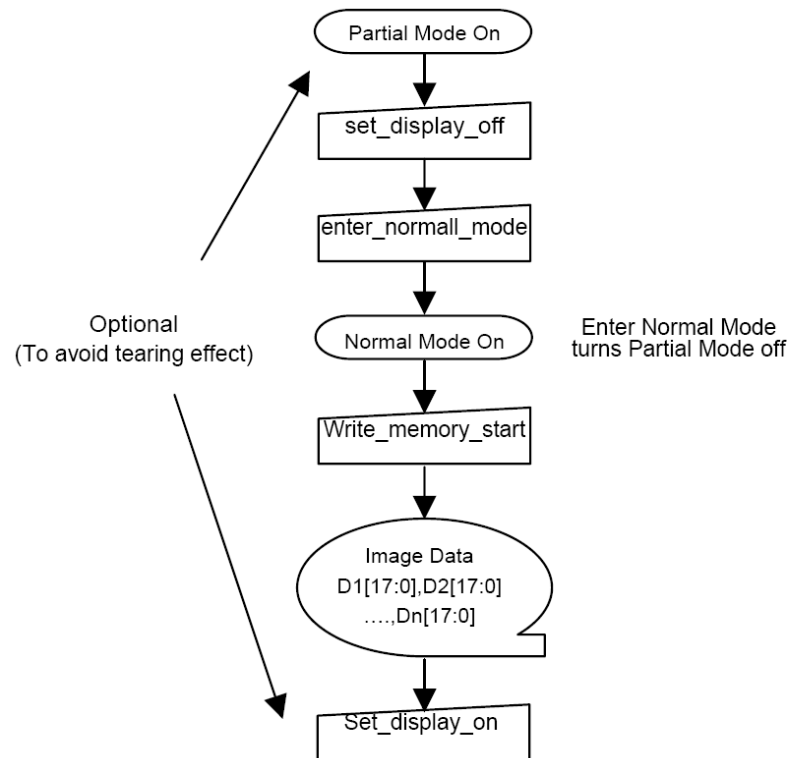 Partial Mode On
set_display_off
enter_normall_mode
Optional
(To avoid tearing effect)
Normal Mode On
Enter Normal Mode
turns Partial Mode off
Write_memory_start
Image Data
D1[17:0],D2[17:0]
....,Dn[17:0]
Set_display_on